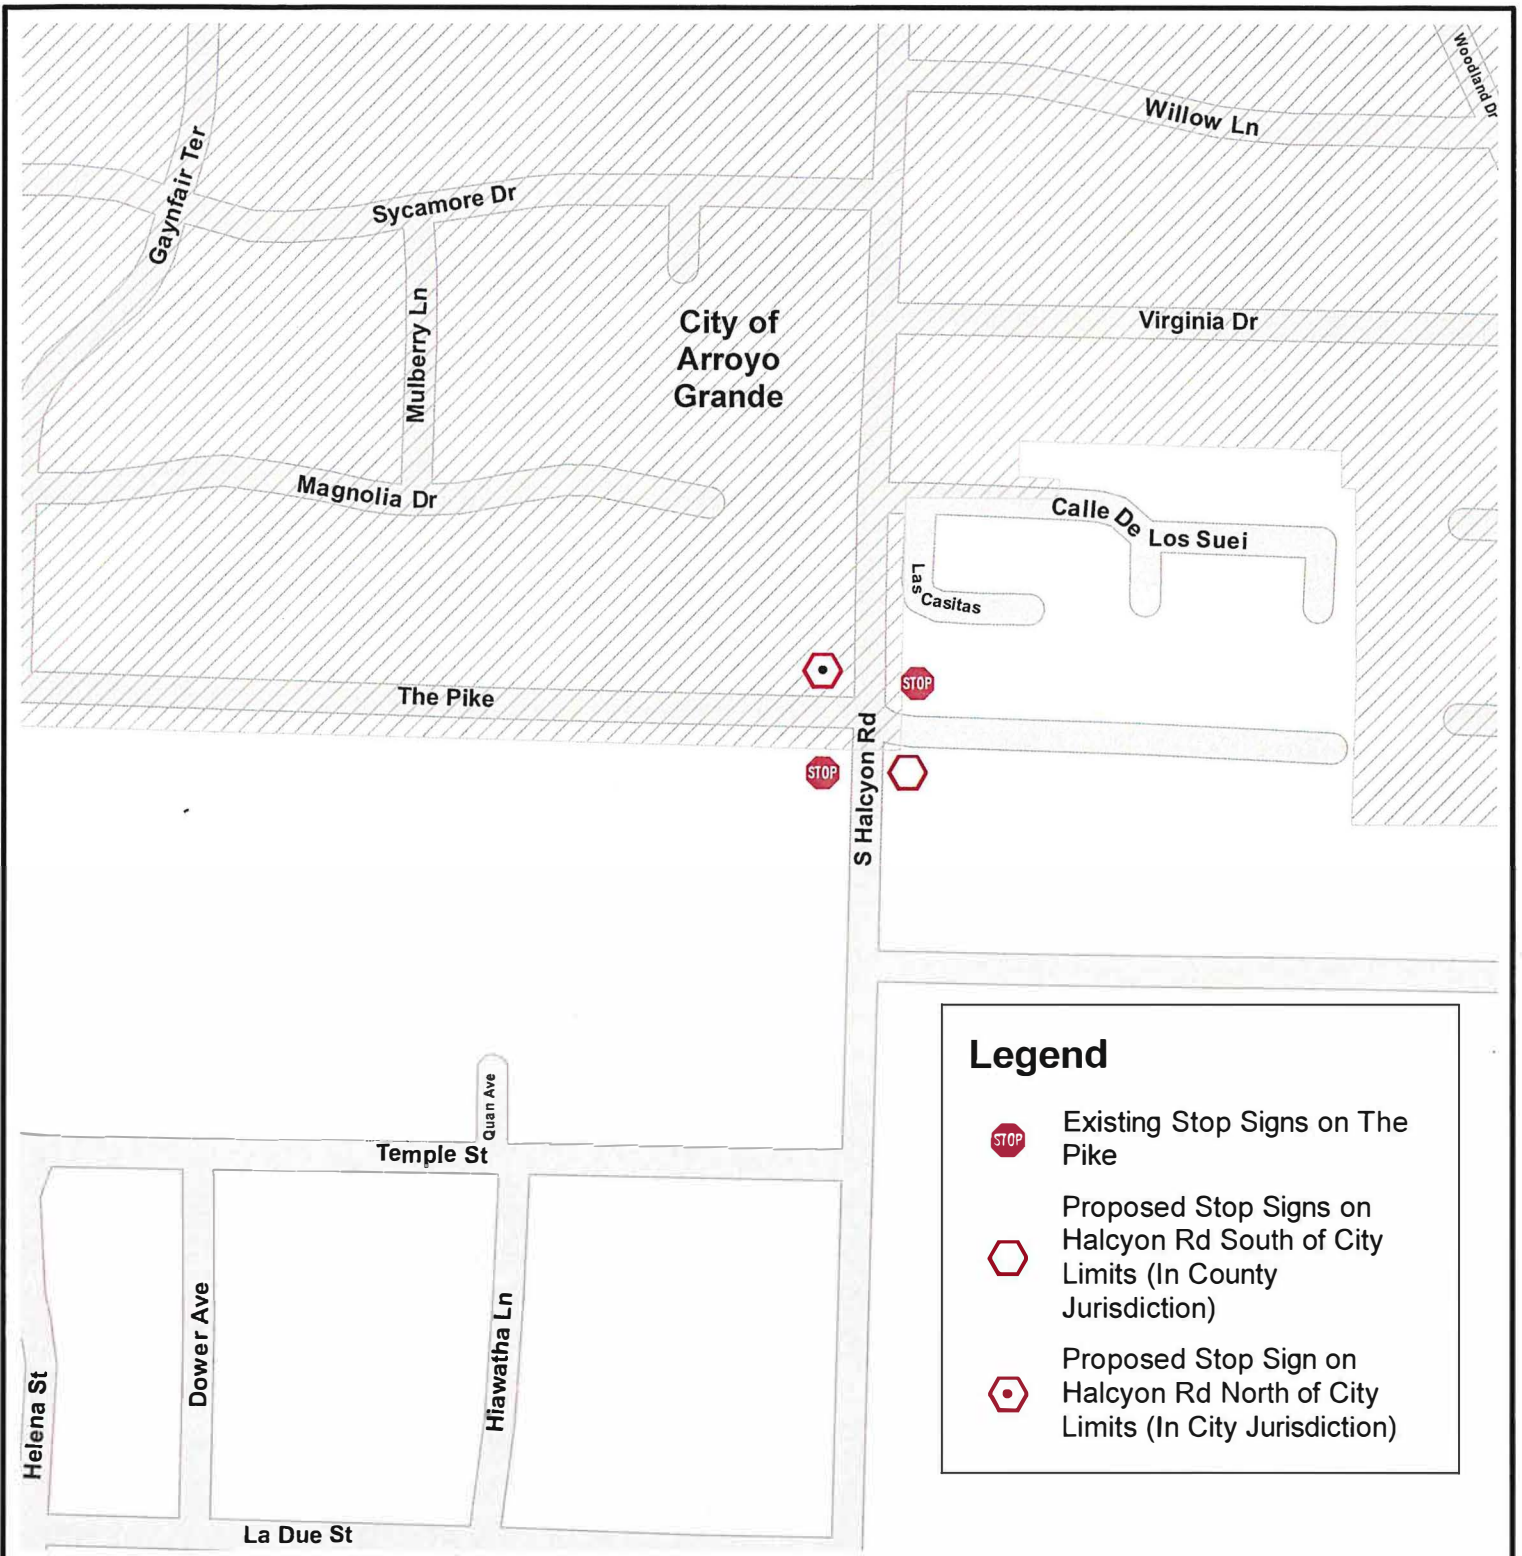 Woodland Dr
Willow Ln
Gaynfair Ter
Sycamore Dr
Mulberry Ln
City of
Arroyo
Grande
Virginia Dr
Magnolia Dr
Calle De Los Suei
Las Casitas
The Pike
STOP
STOP
S Halcyon Rd
Legend
STOP
Existing Stop Signs on The
Pike
Proposed Stop Signs on
Halcyon Rd South of City
Limits (In County
Jurisdiction)
Proposed Stop Sign on
Halcyon Rd North of City
Limits (In City Jurisdiction)
Quan Ave
Temple St
Dower Ave
Hiawatha Ln
Helena St
La Due St